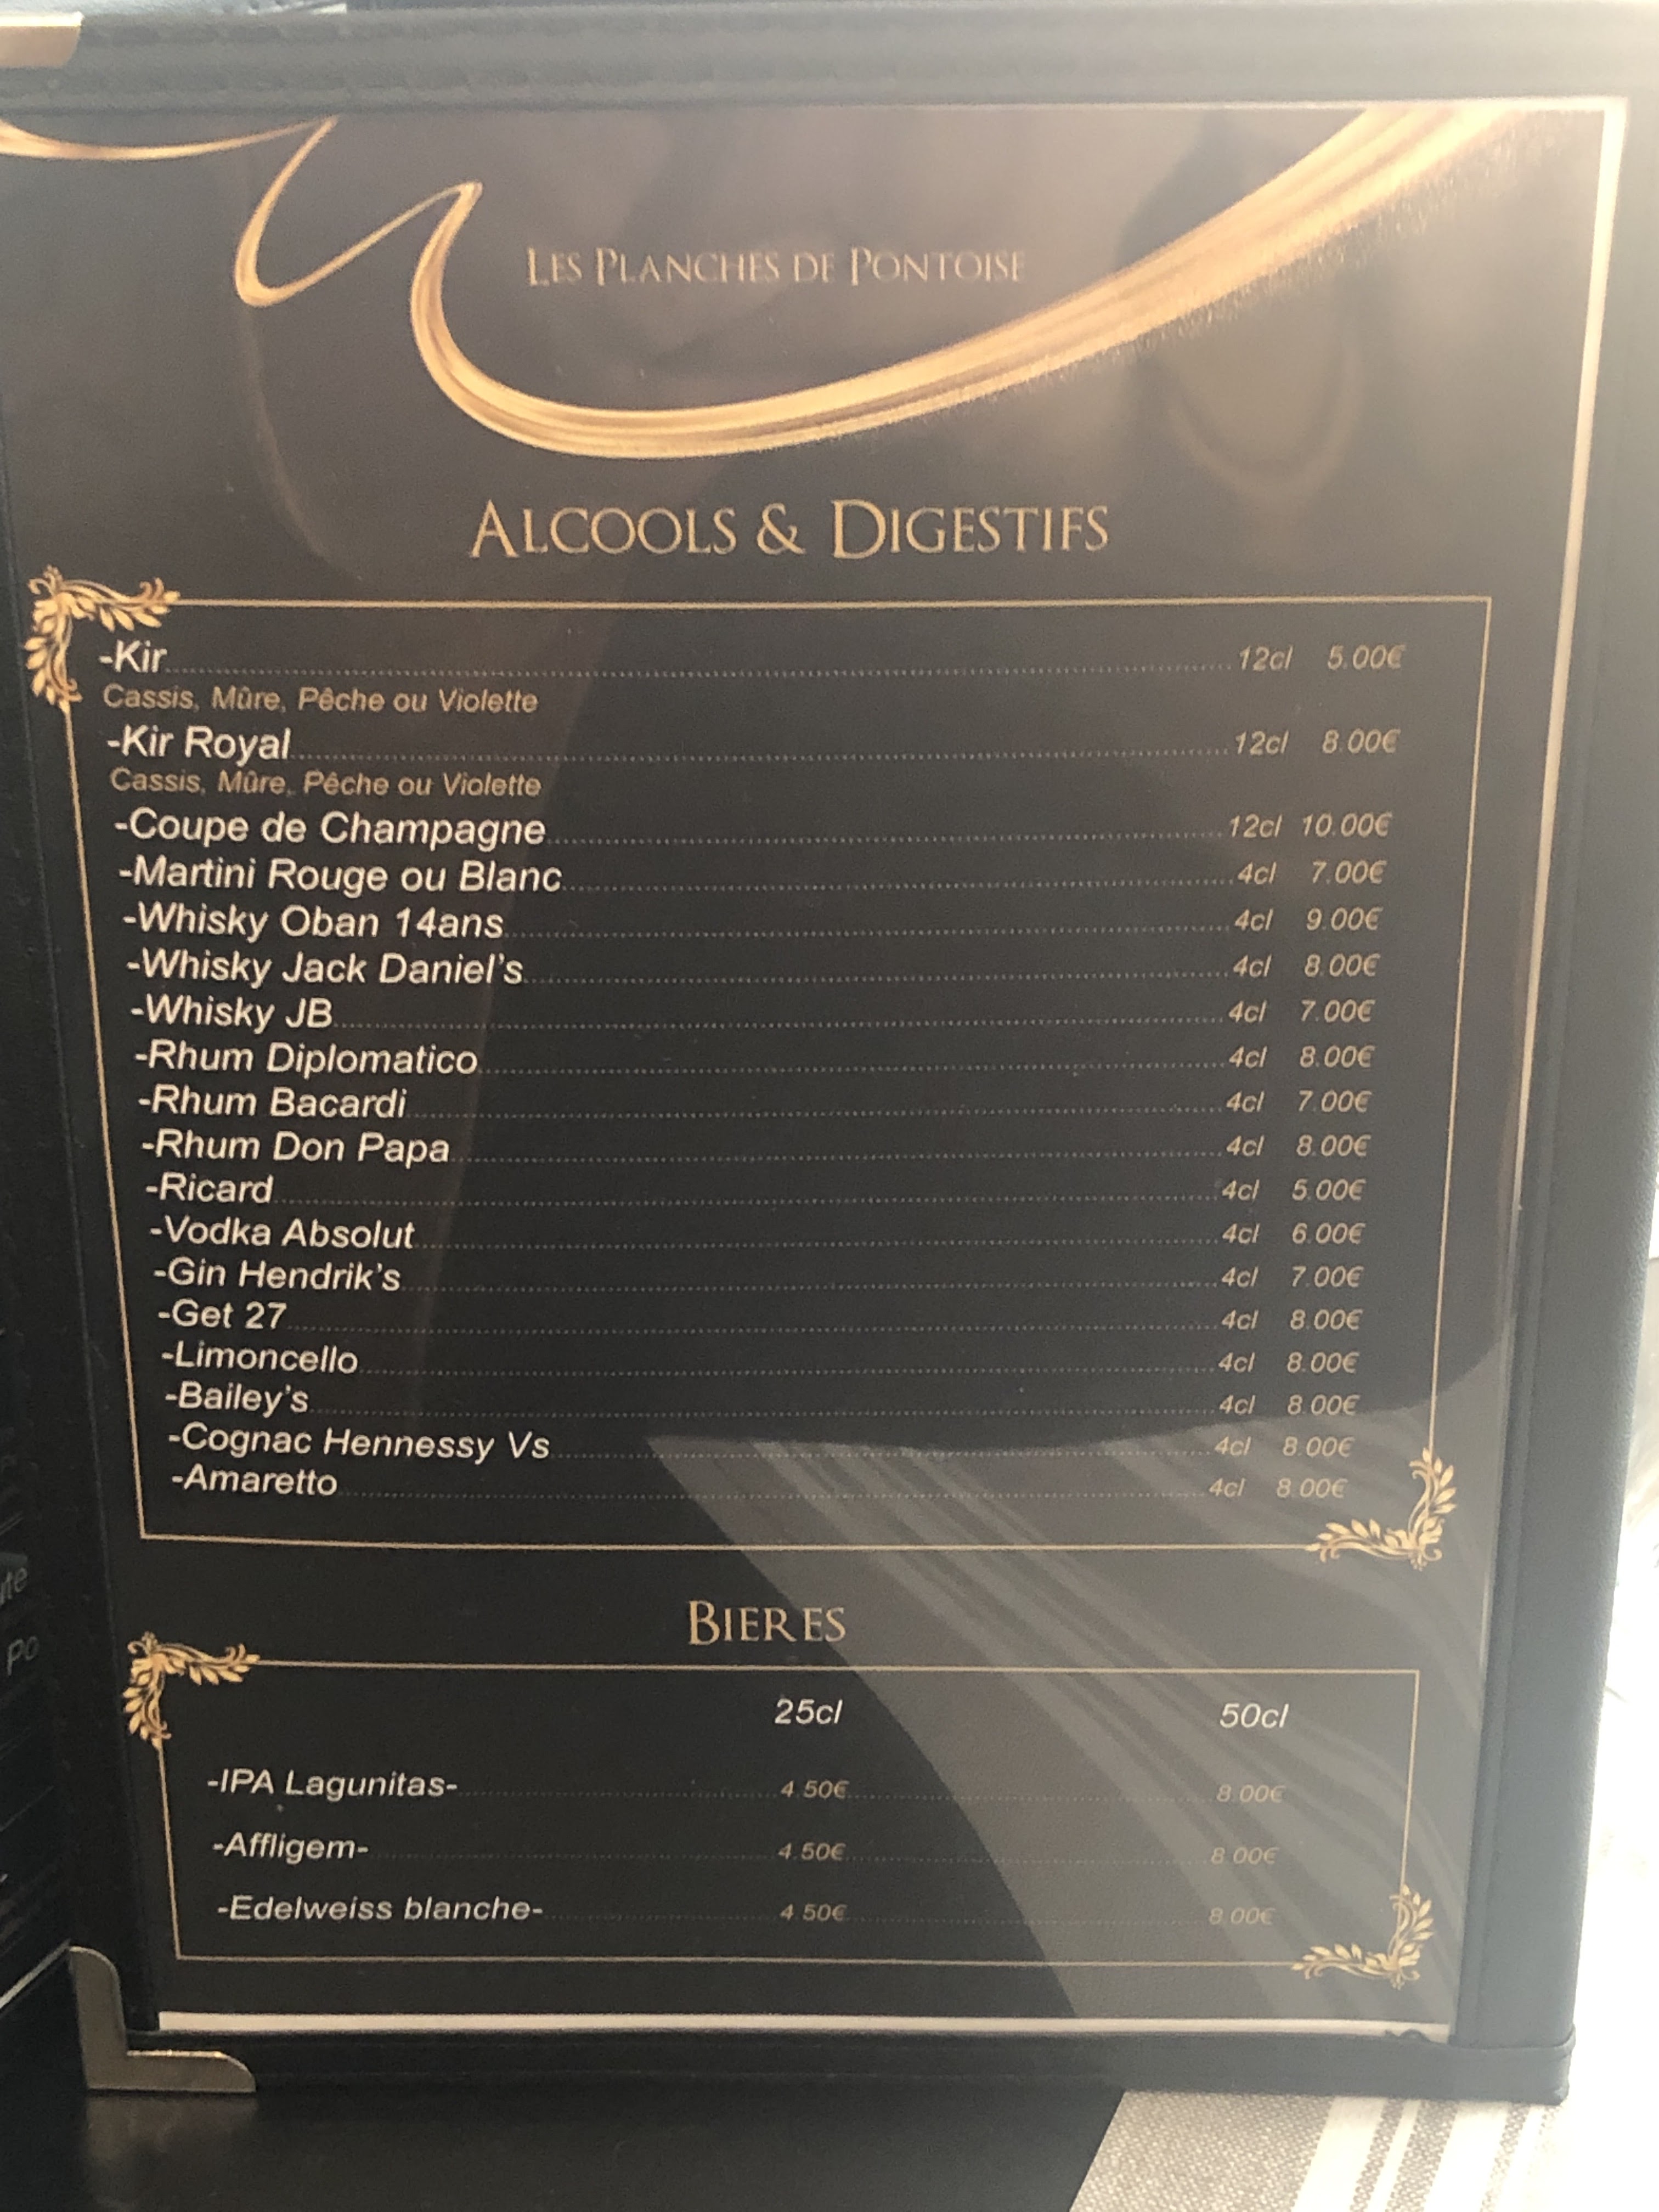 LES PLANCHES DE PONTOISE
ALCOOLS & DIGESTIFS
-Kir 12cl 5.00€
Cassis, Mûre, Pêche ou Violette
-Kir Royal 12cl 8.00€
Cassis, Mûre, Pêche ou Violette
-Coupe de Champagne 12cl 10.00€
-Martini Rouge ou Blanc 4cl 7.00€
-Whisky Oban 14ans 4cl 9.00€
-Whisky Jack Daniel's 4cl 8.00€
-Whisky JB 4cl 7.00€
-Rhum Diplomatico 4cl 8.00€
-Rhum Bacardi 4cl 7.00€
-Rhum Don Papa 4cl 8.00€
-Ricard 4cl 5.00€
-Vodka Absolut 4cl 6.00€
-Gin Hendrik's 4cl 7.00€
-Get 27 4cl 8.00€
-Limoncello 4cl 8.00€
-Bailey's 4cl 8.00€
-Cognac Hennessy Vs 4cl 8.00€
-Amaretto 4cl 8.00€
BIERES
25cl 50cl
-IPA Lagunitas- 4.50€ 8.00€
-Affligem- 4.50€ 8.00€
-Edelweiss blanche- 4.50€ 8.00€